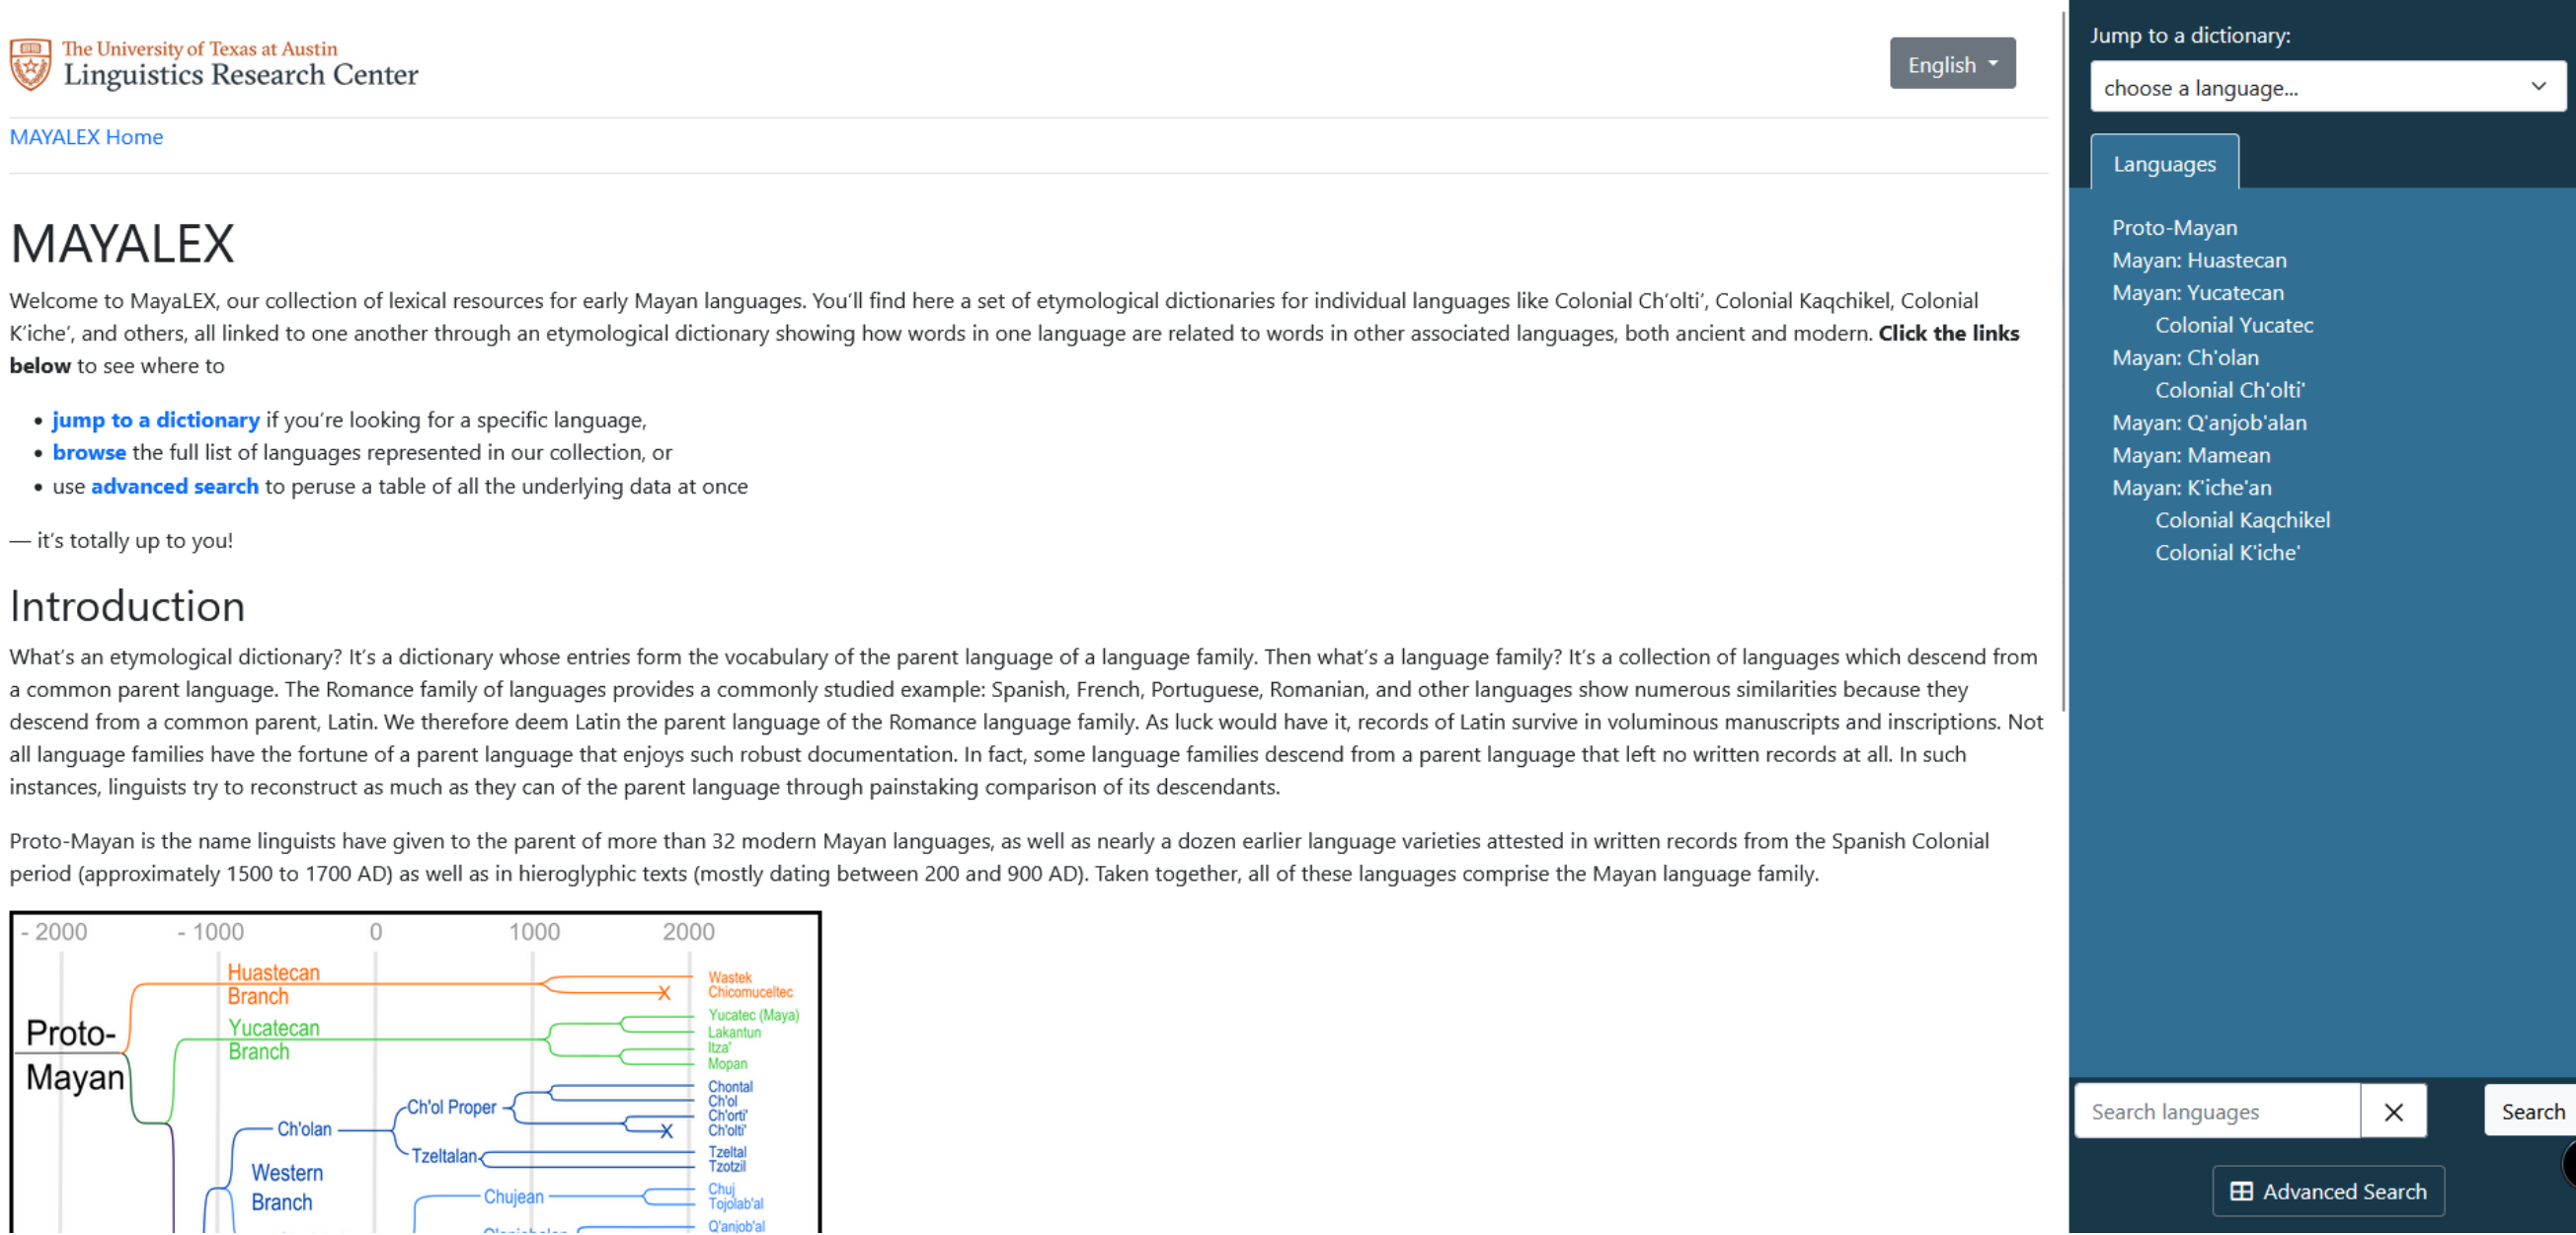 The University of Texas at Austin
Linguistics Research Center
English
MAYALEX Home
MAYALEX
Welcome to MayaLEX, our collection of lexical resources for early Mayan languages. You'll find here a set of etymological dictionaries for individual languages like Colonial Ch'olti', Colonial Kaqchikel, Colonial
K'iche', and others, all linked to one another through an etymological dictionary showing how words in one language are related to words in other associated languages, both ancient and modern. Click the links
below to see where to
• jump to a dictionary if you're looking for a specific language,
• browse the full list of languages represented in our collection, or
• use advanced search to peruse a table of all the underlying data at once
— it's totally up to you!
Introduction
What's an etymological dictionary? It's a dictionary whose entries form the vocabulary of the parent language of a language family. Then what's a language family? It's a collection of languages which descend from
a common parent language. The Romance family of languages provides a commonly studied example: Spanish, French, Portuguese, Romanian, and other languages show numerous similarities because they
descend from a common parent, Latin. We therefore deem Latin the parent language of the Romance language family. As luck would have it, records of Latin survive in voluminous manuscripts and inscriptions. Not
all language families have the fortune of a parent language that enjoys such robust documentation. In fact, some language families descend from a parent language that left no written records at all. In such
instances, linguists try to reconstruct as much as they can of the parent language through painstaking comparison of its descendants.
Proto-Mayan is the name linguists have given to the parent of more than 32 modern Mayan languages, as well as nearly a dozen earlier language varieties attested in written records from the Spanish Colonial
period (approximately 1500 to 1700 AD) as well as in hieroglyphic texts (mostly dating between 200 and 900 AD). Taken together, all of these languages comprise the Mayan language family.
- 2000 - 1000 0 1000 2000
Proto-
Mayan
Huastecan
Branch
Wastek
Chicomuceltec
Yucatecan
Branch
Yucatec (Maya)
Lakantun
Itza'
Mopan
Ch'olan
Ch'ol Proper
Chontal
Ch'ol
Ch'orti'
Ch'olti'
Tzeltalan
Tzeltal
Tzotzil
Western
Branch
Chujean
Chuj
Tojolab'al
Q'anjob'al
Jump to a dictionary:
choose a language...
Languages
Proto-Mayan
Mayan: Huastecan
Mayan: Yucatecan
Colonial Yucatec
Mayan: Ch'olan
Colonial Ch'olti'
Mayan: Q'anjob'alan
Mayan: Mamean
Mayan: K'iche'an
Colonial Kaqchikel
Colonial K'iche'
Search languages
Search
Advanced Search